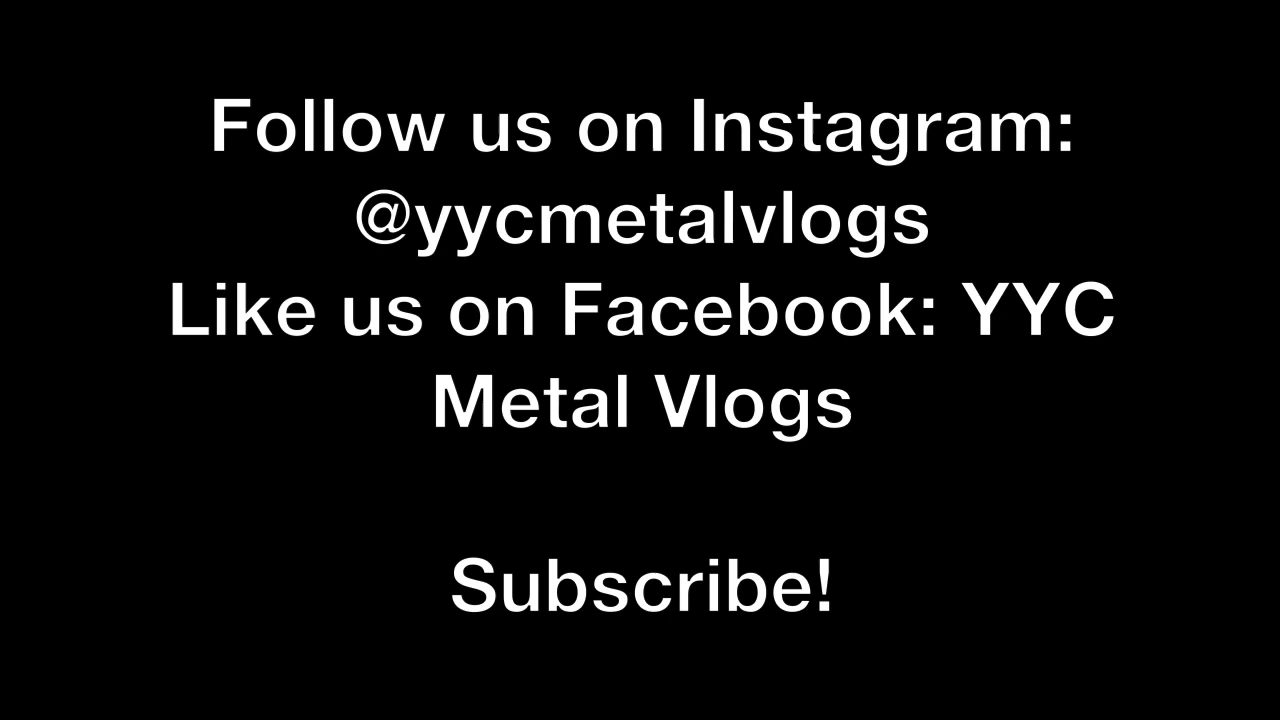 Follow us on Instagram:
@yycmetalvlogs
Like us on Facebook: YYC
Metal Vlogs
Subscribe!